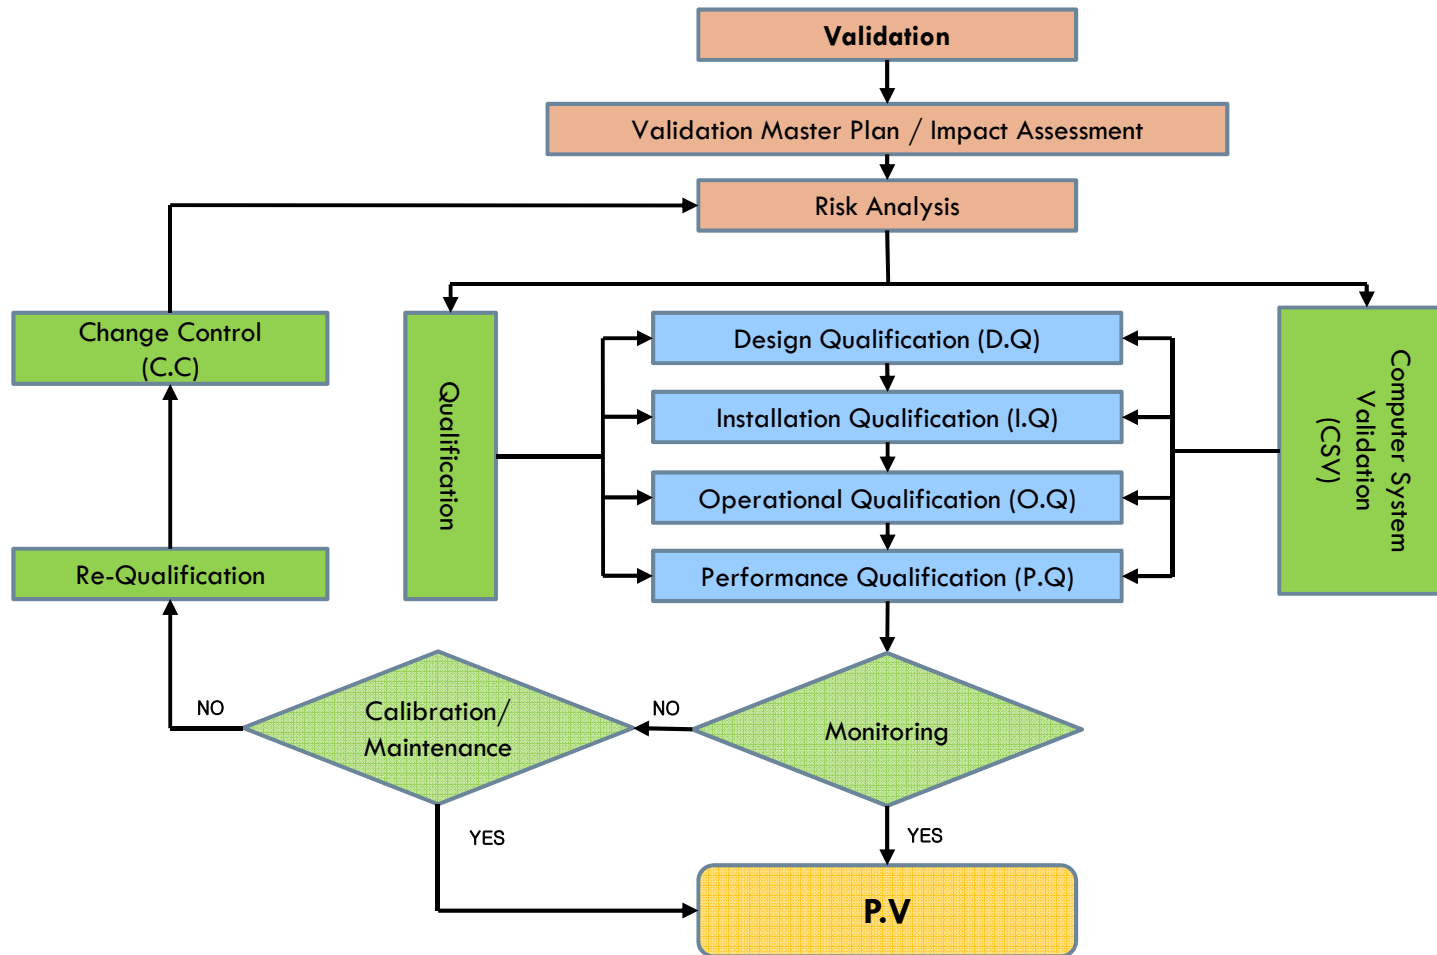 Validation
Validation Master Plan / Impact Assessment
Risk Analysis
Change Control
(C.C)
Qualification
Design Qualification (D.Q)
Installation Qualification (I.Q)
Operational Qualification (O.Q)
Performance Qualification (P.Q)
Computer System
Validation
(CSV)
Re-Qualification
NO
Calibration/
Maintenance
NO
Monitoring
YES
YES
P.V